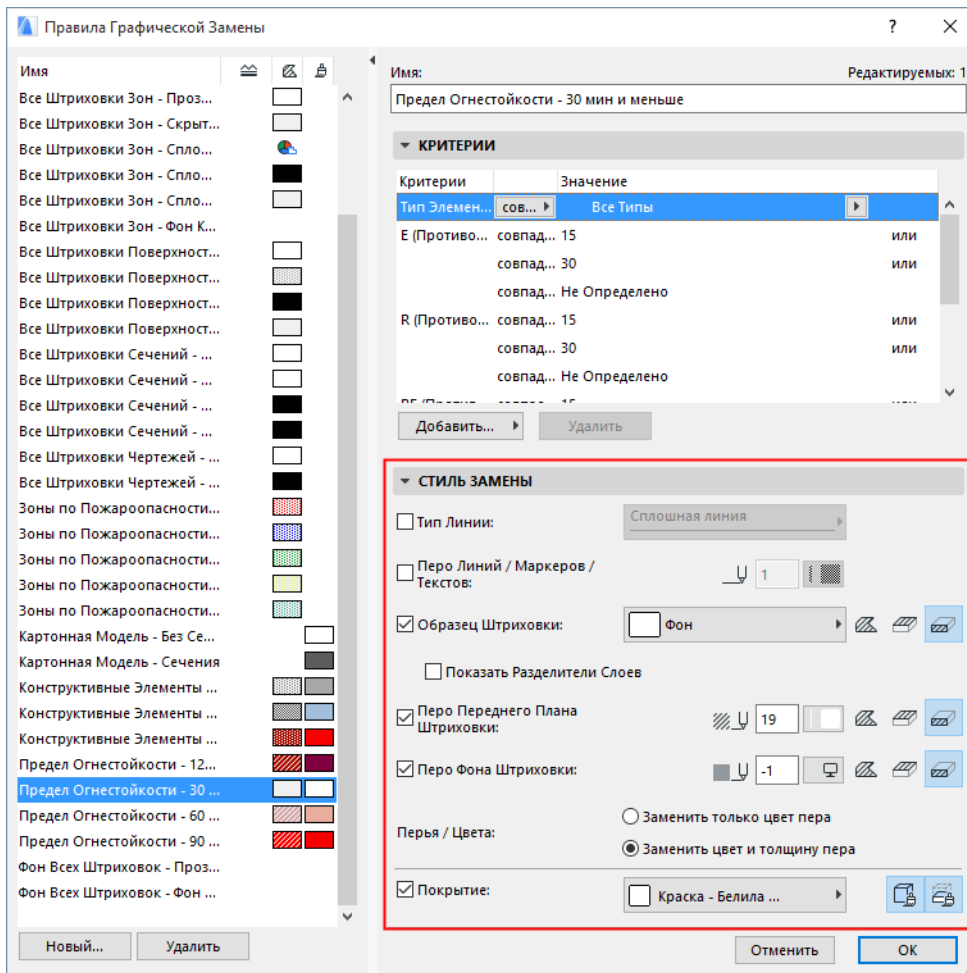 Правила Графической Замены
Имя
Все Штриховки Зон - Проз...
Все Штриховки Зон - Скрыт...
Все Штриховки Зон - Спло...
Все Штриховки Зон - Спло...
Все Штриховки Зон - Спло...
Все Штриховки Зон - Фон К...
Все Штриховки Поверхност...
Все Штриховки Поверхност...
Все Штриховки Поверхност...
Все Штриховки Поверхност...
Все Штриховки Сечений - ...
Все Штриховки Сечений - ...
Все Штриховки Сечений - ...
Все Штриховки Сечений - ...
Все Штриховки Чертежей - ...
Все Штриховки Чертежей - ...
Зоны по Пожароопасности...
Зоны по Пожароопасности...
Зоны по Пожароопасности...
Зоны по Пожароопасности...
Зоны по Пожароопасности...
Картонная Модель - Без Се...
Картонная Модель - Сечения
Конструктивные Элементы ...
Конструктивные Элементы ...
Конструктивные Элементы ...
Предел Огнестойкости - 12...
Предел Огнестойкости - 30 ...
Предел Огнестойкости - 60 ...
Предел Огнестойкости - 90 ...
Фон Всех Штриховок - Проз...
Фон Всех Штриховок - Фон ...
Новый... Удалить
Имя: Редактируемых: 1
Предел Огнестойкости - 30 мин и меньше
КРИТЕРИИ
Критерии Значение
Тип Элемен... сов... Все Типы
E (Противо... совпад... 15 или
совпад... 30 или
совпад... Не Определено
R (Противо... совпад... 15 или
совпад... 30 или
совпад... Не Определено
Добавить... Удалить
СТИЛЬ ЗАМЕНЫ
Тип Линии: Сплошная линия
Перо Линий / Маркеров /
Текстов: 1
Образец Штриховки: Фон
Показать Разделители Слоев
Перо Переднего Плана
Штриховки: 19
Перо Фона Штриховки: -1
Перья / Цвета:
Заменить только цвет пера
Заменить цвет и толщину пера
Покрытие: Краска - Белила ...
Отменить OK